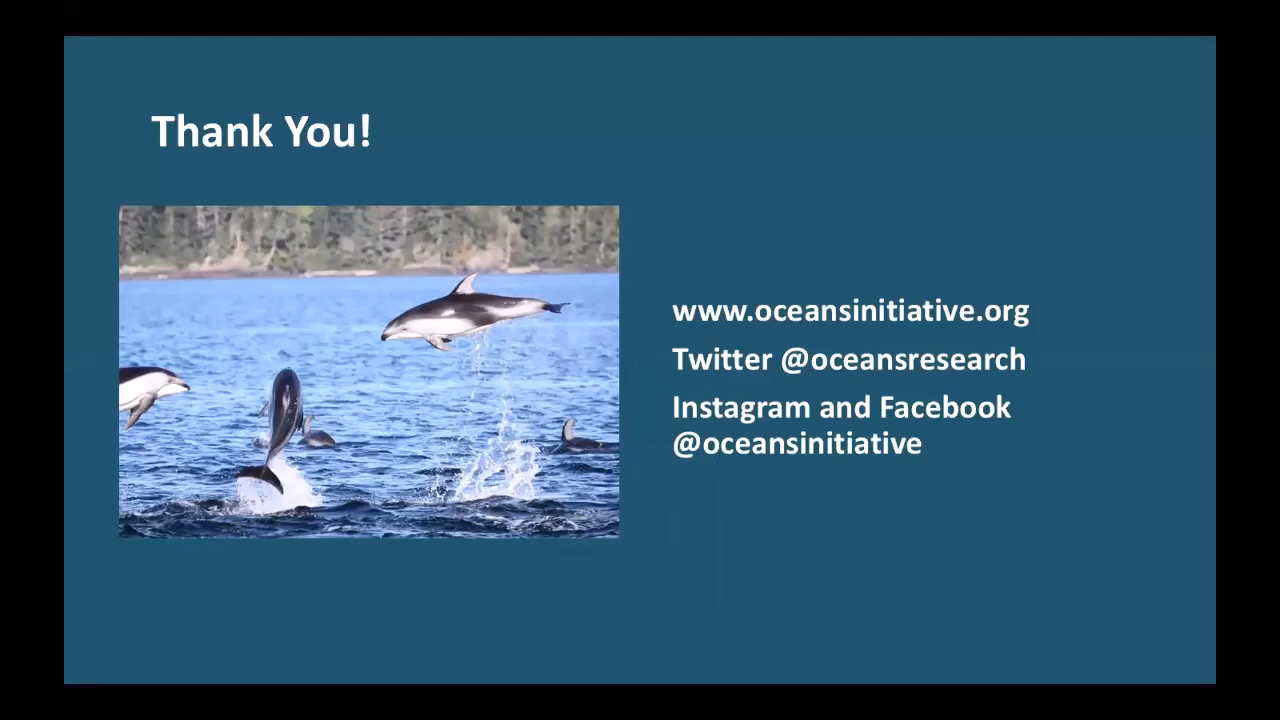 Thank You!
www.oceansinitiative.org
Twitter @oceansresearch
Instagram and Facebook
@oceansinitiative